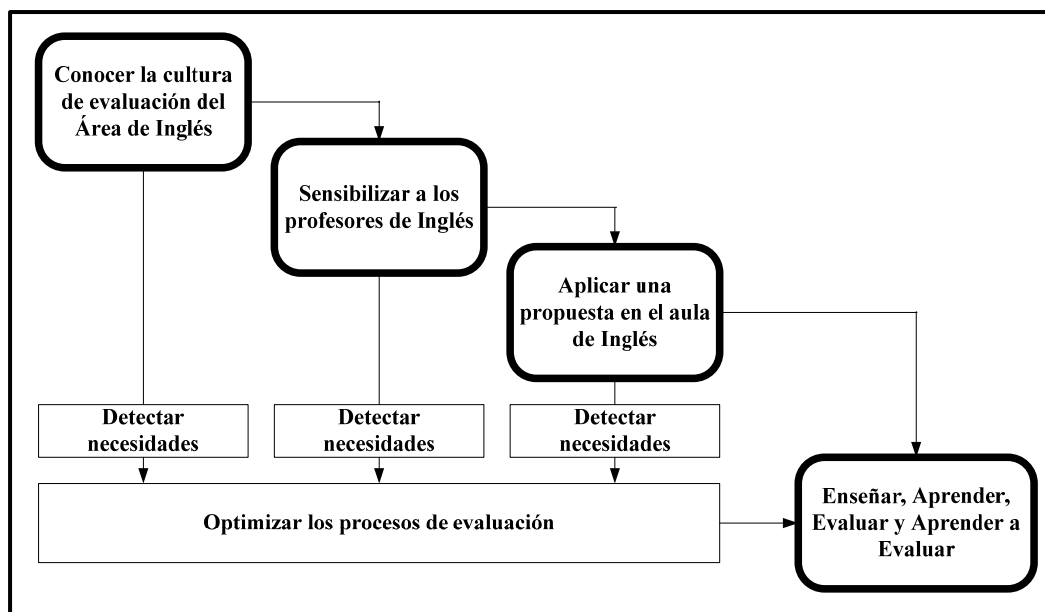 Conocer la cultura
de evaluación del
Área de Inglés
Sensibilizar a los
profesores de Inglés
Aplicar una
propuesta en el aula
de Inglés
Detectar
necesidades
Detectar
necesidades
Detectar
necesidades
Optimizar los procesos de evaluación
Enseñar, Aprender,
Evaluar y Aprender a
Evaluar